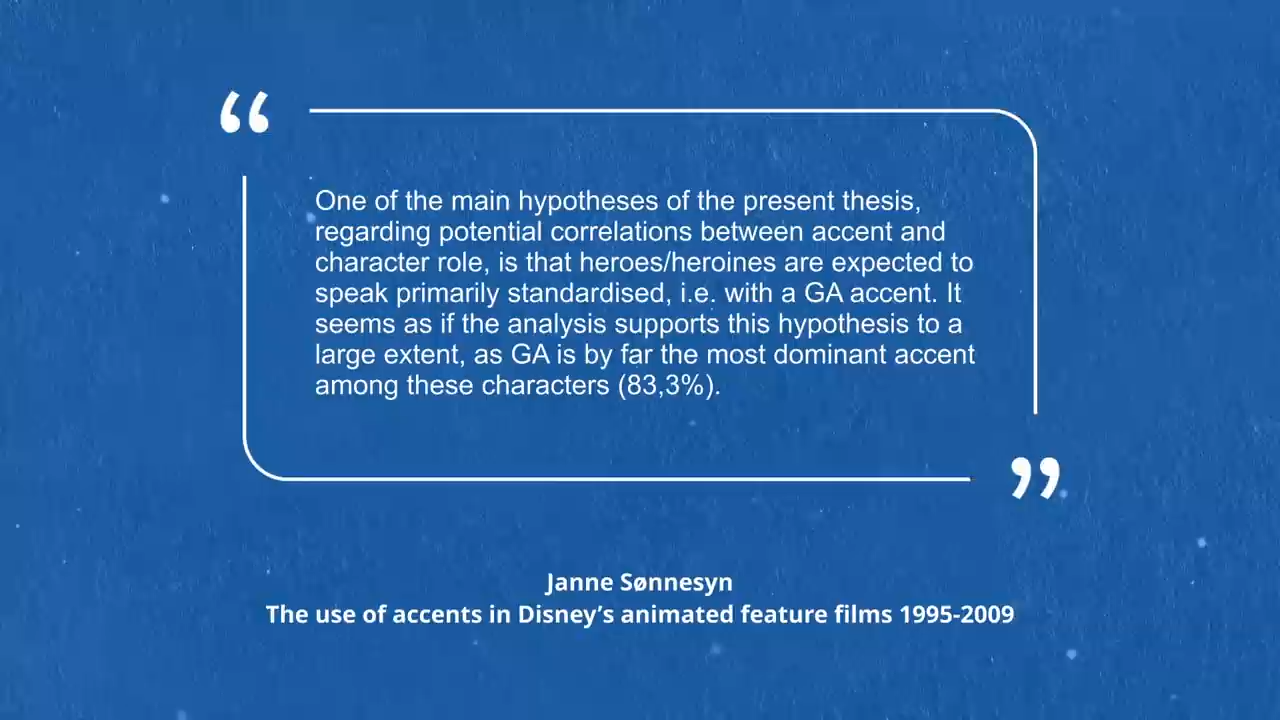 “
One of the main hypotheses of the present thesis,
regarding potential correlations between accent and
character role, is that heroes/heroines are expected to
speak primarily standardised, i.e. with a GA accent. It
seems as if the analysis supports this hypothesis to a
large extent, as GA is by far the most dominant accent
among these characters (83,3%).
”
Janne Sønnesyn
The use of accents in Disney’s animated feature films 1995-2009